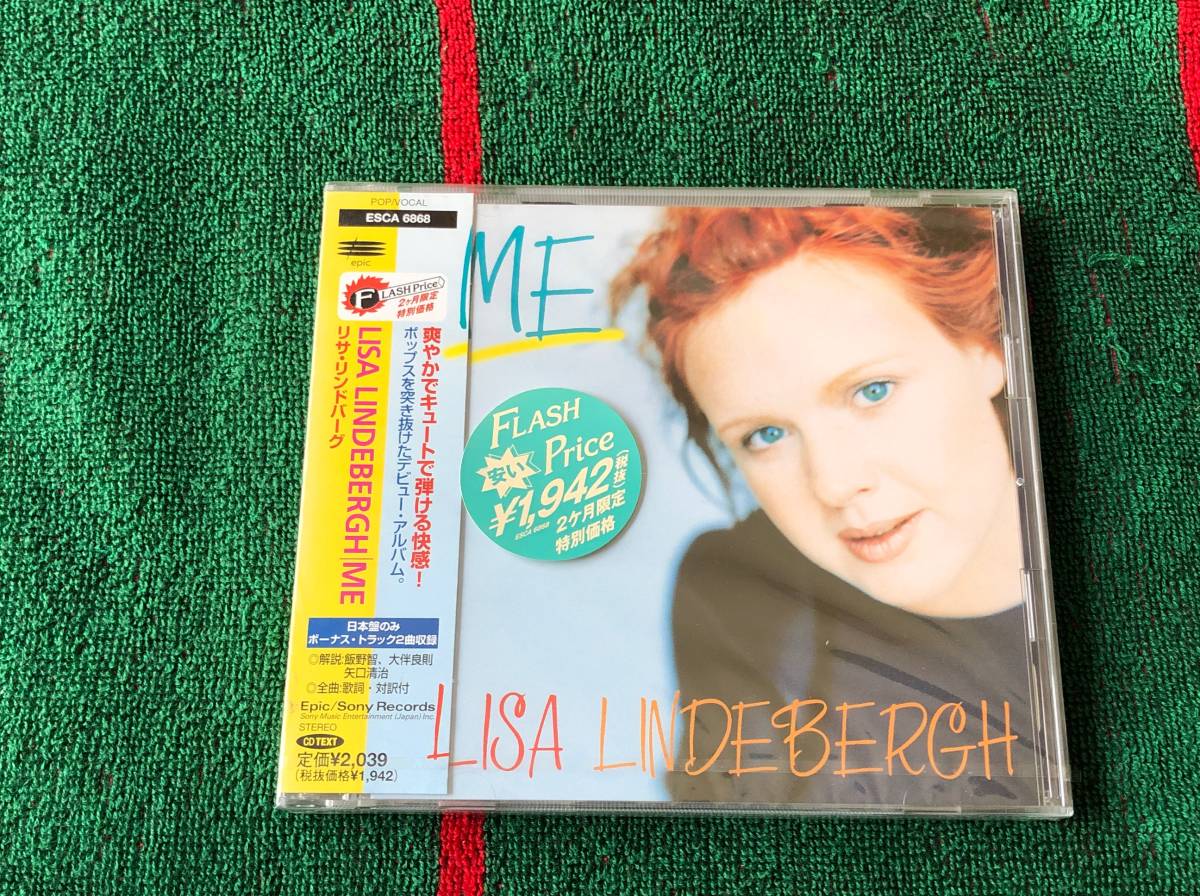 POP/VOCAL
ESCA 6868
epic
FLASH Price!
2ヶ月限定
特別価格
爽やかでキュートで弾ける快感！
ポップスを突き抜けたデビュー・アルバム。
LISA LINDEBERGH|ME
リサ・リンドバーグ
日本盤のみ
ボーナス・トラック2曲収録
◎解説:飯野智、大伴良則
矢口清治
◎全曲:歌詞・対訳付
Epic/Sony Records
Sony Music Entertainment (Japan) Inc.
STEREO
CD TEXT
定価¥2,039
(税抜価格¥1,942)
ME
FLASH
Price
安い
¥1,942(税抜)
ESCA 6868
2ヶ月限定
特別価格
LISA LINDEBERGH